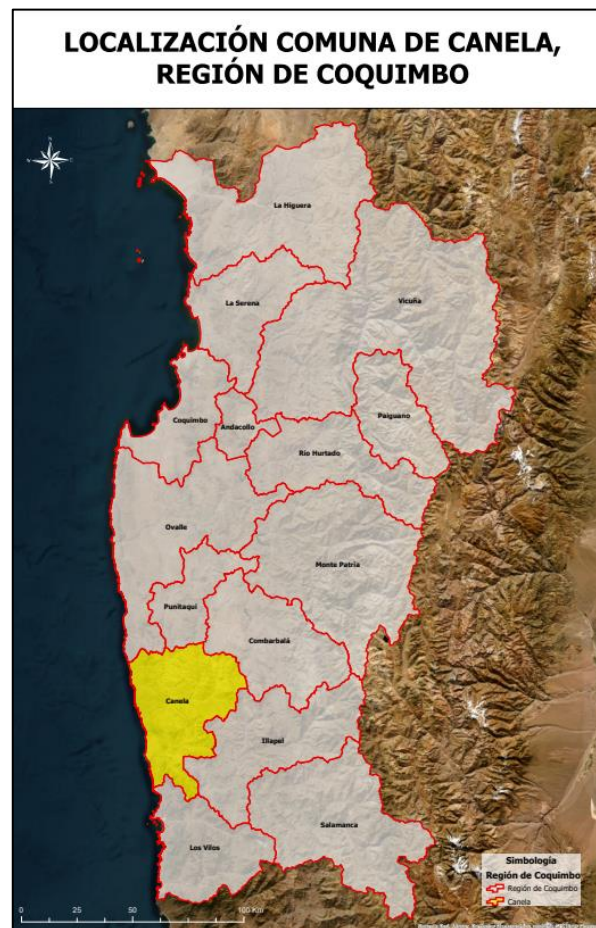 LOCALIZACIÓN COMUNA DE CANELA,
REGIÓN DE COQUIMBO
La Higuera
La Serena
Vicuña
Coquimbo
Andacollo
Paiguano
Río Hurtado
Ovalle
Monte Patria
Punitaqui
Combarbalá
Canela
Illapel
Salamanca
Los Vilos
Simbología
Región de Coquimbo
Región de Coquimbo
Canela
0 50 100 Km